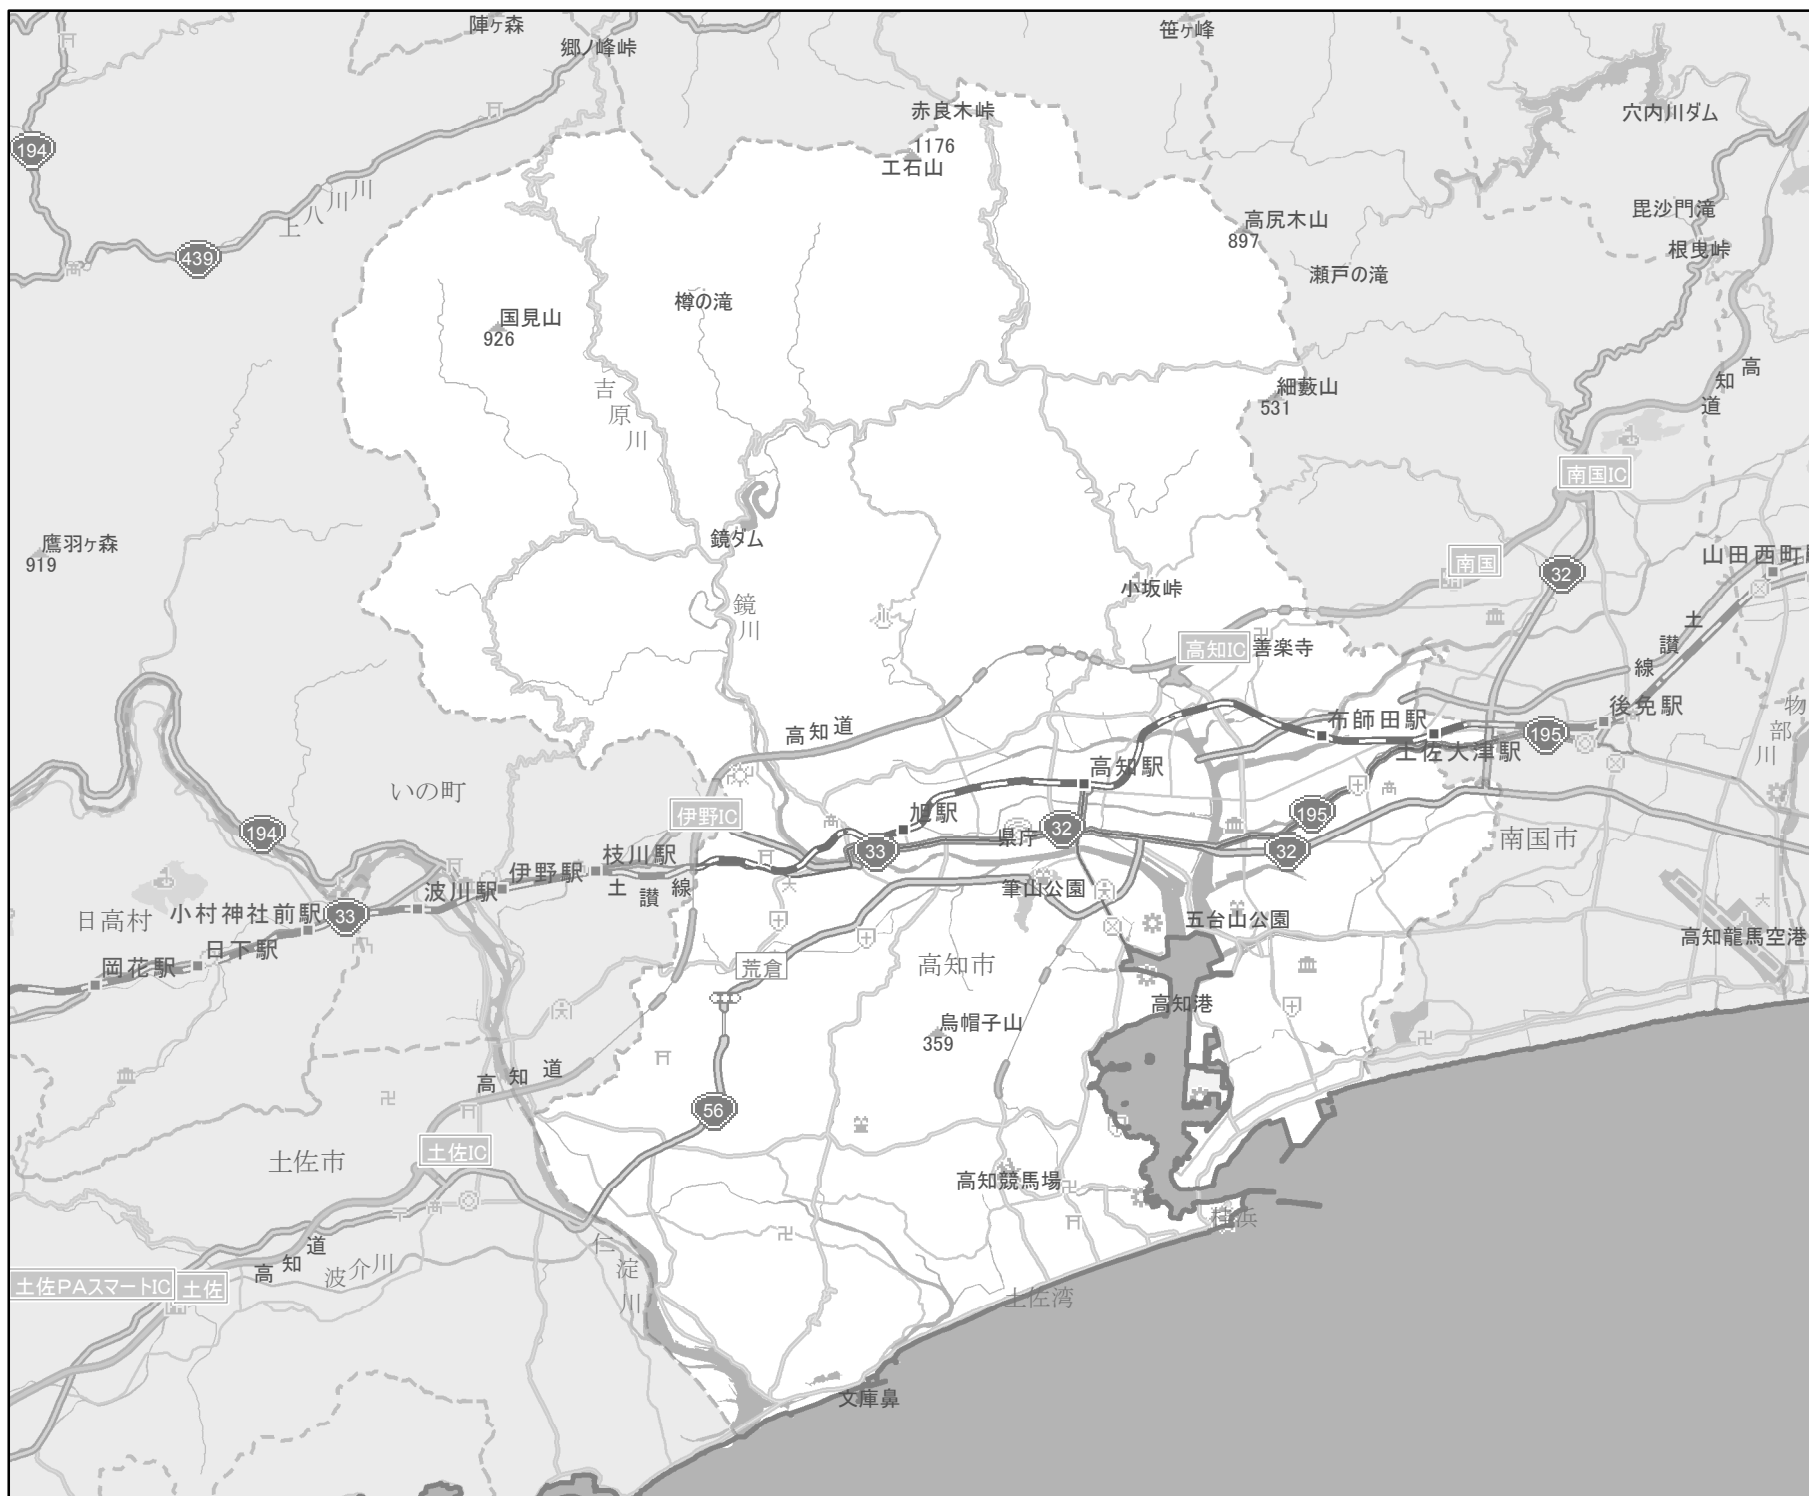 陣ヶ森
笹ヶ峰
郷ノ峰峠
赤良木峠
穴内川ダム
1176
194
工石山
上八川川
毘沙門滝
高尻木山
897
根曳峠
439
瀬戸の滝
樽の滝
国見山
926
高知道
細藪山
531
吉原川
南国IC
鏡ダム
鷹羽ヶ森
919
南国
32
山田西町
小坂峠
鏡川
土讃線
高知IC
善楽寺
後免駅
物部川
布師田駅
高知道
195
土佐大津駅
高知駅
いの町
伊野IC
旭駅
195
194
県庁
32
33
32
南国市
枝川駅
伊野駅
土讃線
波川駅
筆山公園
小村神社前駅
33
日高村
五台山公園
日下駅
高知龍馬空港
岡花駅
荒倉
高知市
高知港
烏帽子山
359
高知道
56
土佐IC
土佐市
高知競馬場
桂浜
高知道
波介川
仁淀川
土佐PAスマートIC
土佐
土佐湾
文庫鼻